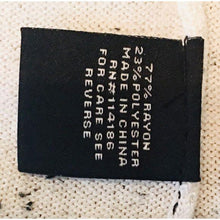 77% RAYON
23% POLYESTER
MADE IN CHINA
RN#114186
FOR CARE SEE
REVERSE